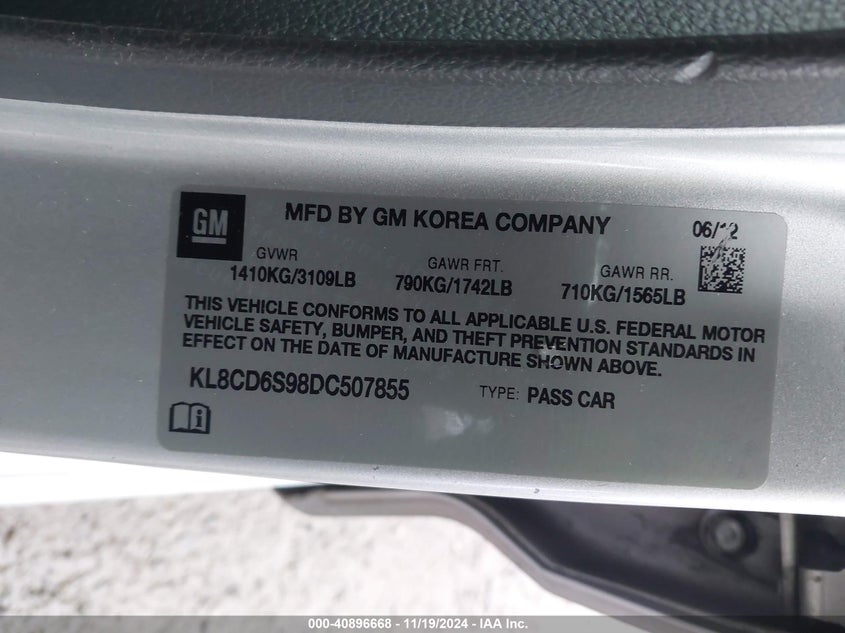 GM
MFD BY GM KOREA COMPANY
06/12
GVWR
1410KG/3109LB
GAWR FRT.
790KG/1742LB
GAWR RR.
710KG/1565LB
THIS VEHICLE CONFORMS TO ALL APPLICABLE U.S. FEDERAL MOTOR
VEHICLE SAFETY, BUMPER, AND THEFT PREVENTION STANDARDS IN
EFFECT ON THE DATE OF MANUFACTURE SHOWN ABOVE.
KL8CD6S98DC507855
TYPE: PASS CAR
000-40896668 - 11/19/2024 - IAA Inc.